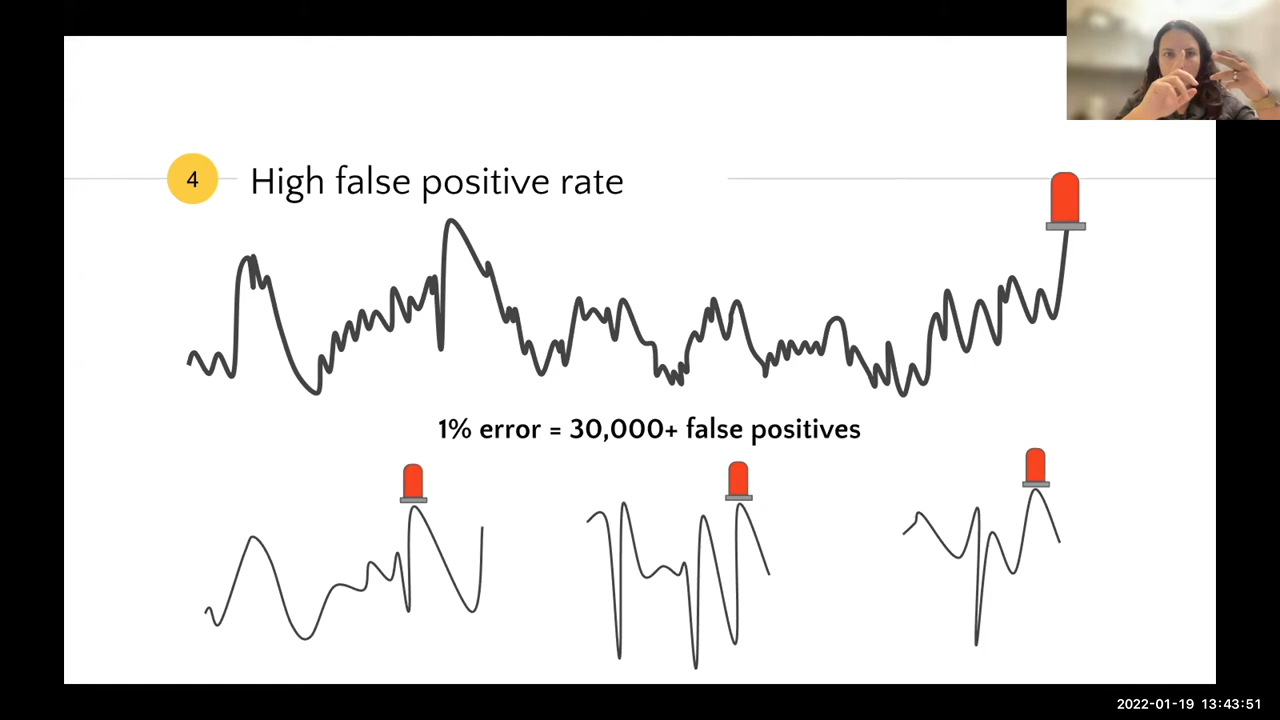 4
High false positive rate
1% error = 30,000+ false positives
2022-01-19 13:43:51